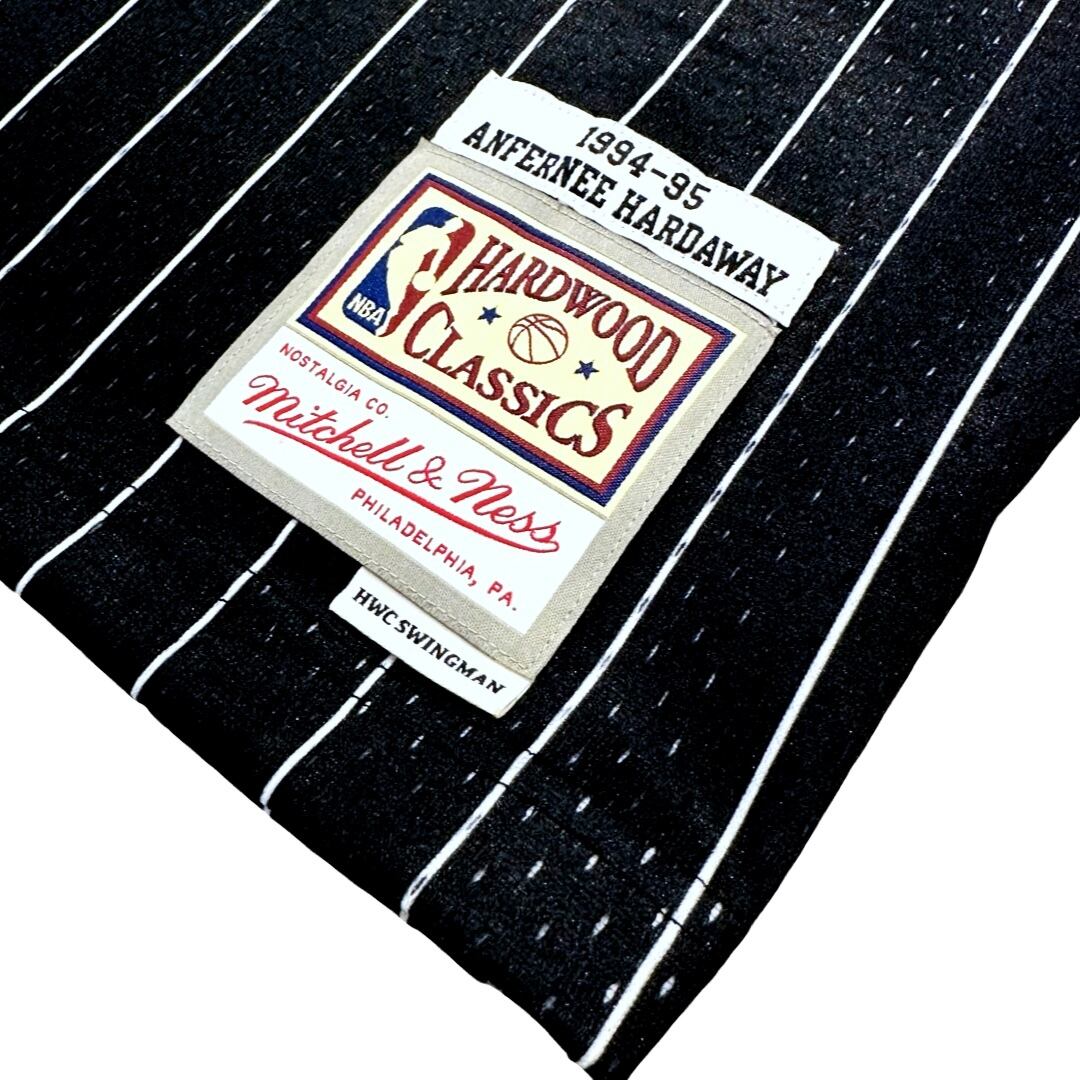 1994-95
ANFERNEE HARDAWAY
NBA
HARDWOOD
CLASSICS
NOSTALGIA CO.
Mitchell & Ness
PHILADELPHIA, PA.
HWC SWINGMAN